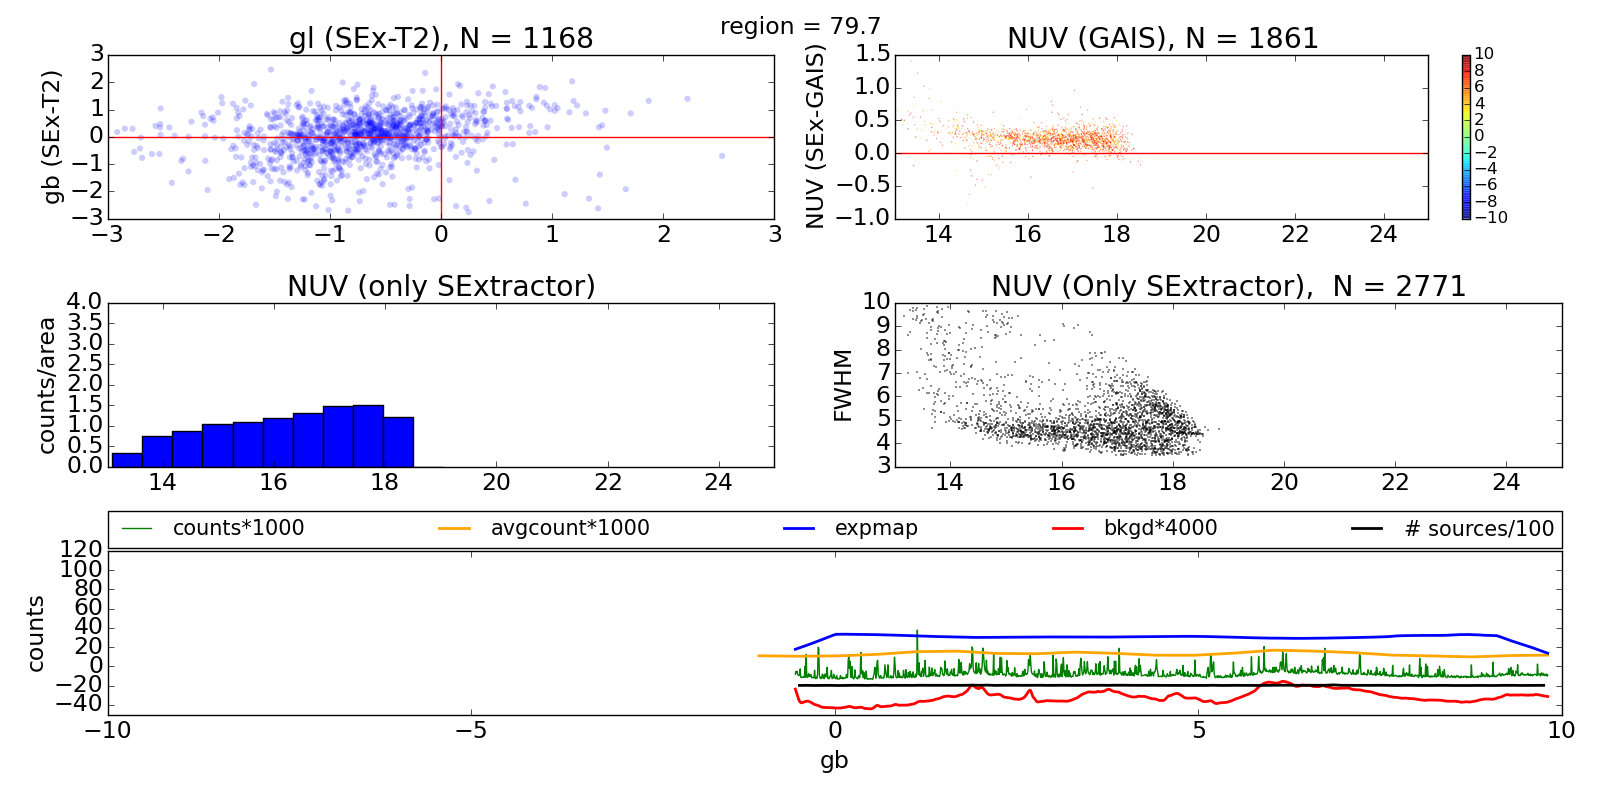 region = 79.7
gl (SEx-T2), N = 1168
NUV (GAIS), N = 1861
gb (SEx-T2)
3
2
1
0
−1
−2
−3
−3 −2 −1 0 1 2 3
NUV (SEx-GAIS)
1.5
1.0
0.5
0.0
−0.5
−1.0
14 16 18 20 22 24
10
8
6
4
2
0
−2
−4
−6
−8
−10
NUV (only SExtractor)
NUV (Only SExtractor), N = 2771
counts/area
4.0
3.5
3.0
2.5
2.0
1.5
1.0
0.5
0.0
14 16 18 20 22 24
FWHM
10
9
8
7
6
5
4
3
14 16 18 20 22 24
counts*1000 avgcount*1000 expmap bkgd*4000 # sources/100
counts
120
100
80
60
40
20
0
−20
−40
−10 −5 0 5 10
gb